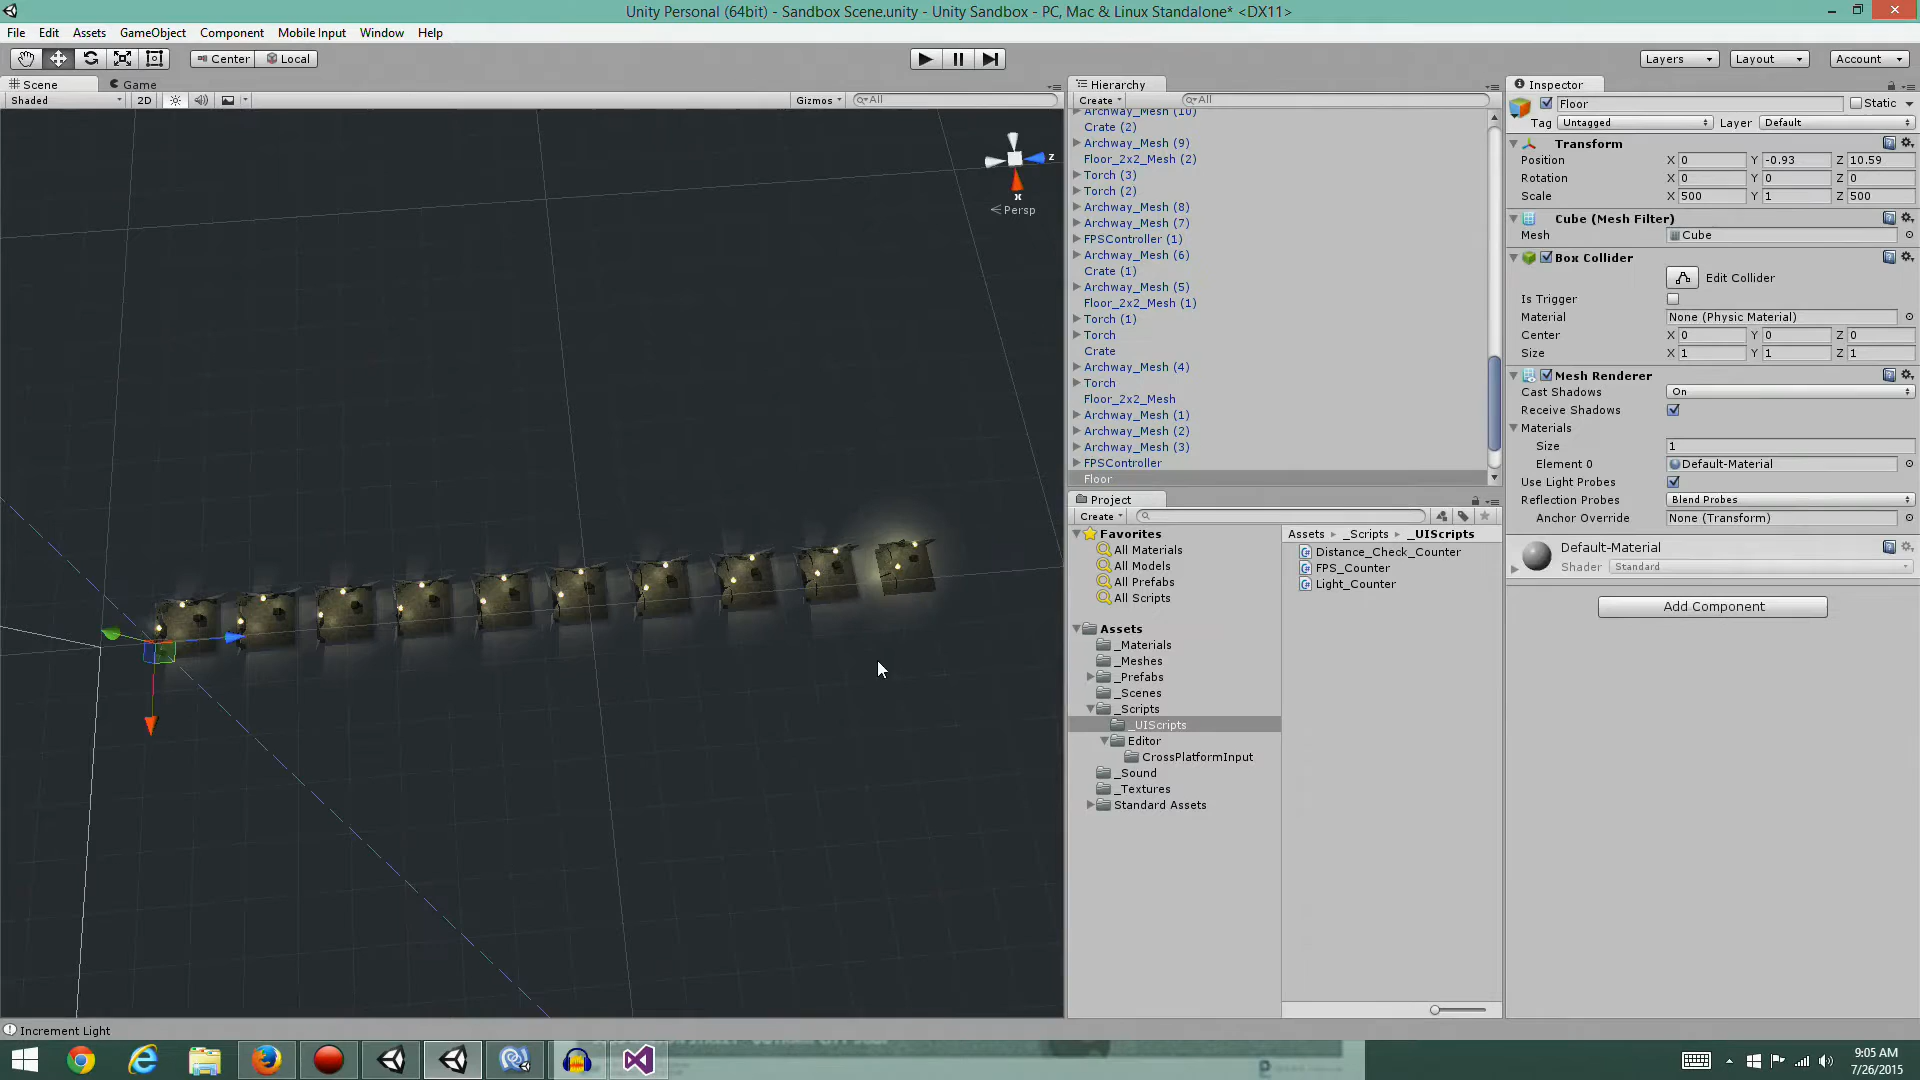 Unity Personal (64bit) - Sandbox Scene.unity - Unity Sandbox - PC, Mac & Linux Standalone* <DX11>
File Edit Assets GameObject Component Mobile Input Window Help
Center Local
Layers Layout Account
Scene Game
Shaded 2D Gizmos All
z
x
Persp
Hierarchy
Create All
Archway_Mesh (10)
Crate (2)
Archway_Mesh (9)
Floor_2x2_Mesh (2)
Torch (3)
Torch (2)
Archway_Mesh (8)
Archway_Mesh (7)
FPSController (1)
Archway_Mesh (6)
Crate (1)
Archway_Mesh (5)
Floor_2x2_Mesh (1)
Torch (1)
Torch
Crate
Archway_Mesh (4)
Torch
Floor_2x2_Mesh
Archway_Mesh (1)
Archway_Mesh (2)
Archway_Mesh (3)
FPSController
Floor
Project
Create
Favorites
All Materials
All Models
All Prefabs
All Scripts
Assets
_Materials
_Meshes
_Prefabs
_Scenes
_Scripts
_UIScripts
Editor
CrossPlatformInput
_Sound
_Textures
Standard Assets
Assets _Scripts _UIScripts
Distance_Check_Counter
FPS_Counter
Light_Counter
Inspector
Floor Static
Tag Untagged Layer Default
Transform
Position X 0 Y -0.93 Z 10.59
Rotation X 0 Y 0 Z 0
Scale X 500 Y 1 Z 500
Cube (Mesh Filter)
Mesh Cube
Box Collider
Edit Collider
Is Trigger
Material None (Physic Material)
Center X 0 Y 0 Z 0
Size X 1 Y 1 Z 1
Mesh Renderer
Cast Shadows On
Receive Shadows
Materials
Size 1
Element 0 Default-Material
Use Light Probes
Reflection Probes Blend Probes
Anchor Override None (Transform)
Default-Material
Shader Standard
Add Component
Increment Light
9:05 AM
7/26/2015